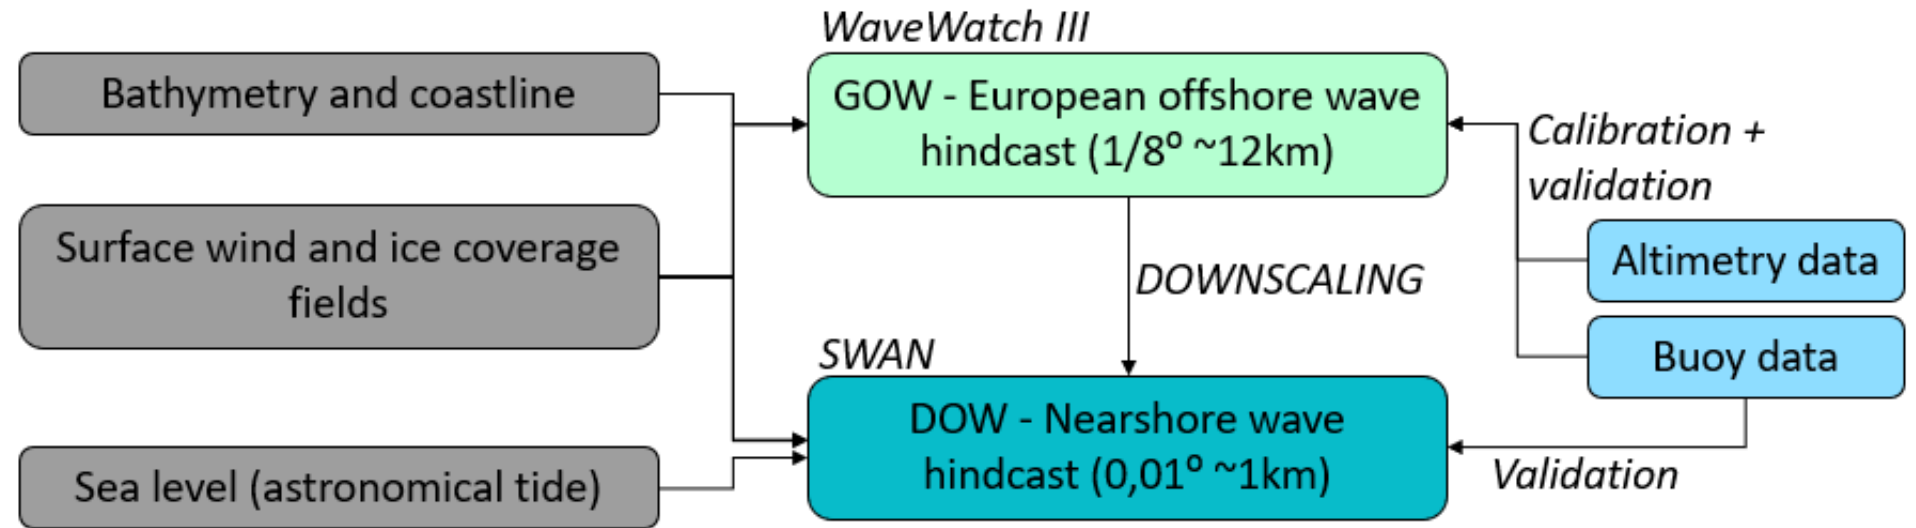 WaveWatch III
Bathymetry and coastline
GOW - European offshore wave
hindcast (1/8º ~12km)
Calibration +
validation
Surface wind and ice coverage
fields
Altimetry data
DOWNSCALING
Buoy data
SWAN
DOW - Nearshore wave
hindcast (0,01º ~1km)
Sea level (astronomical tide)
Validation